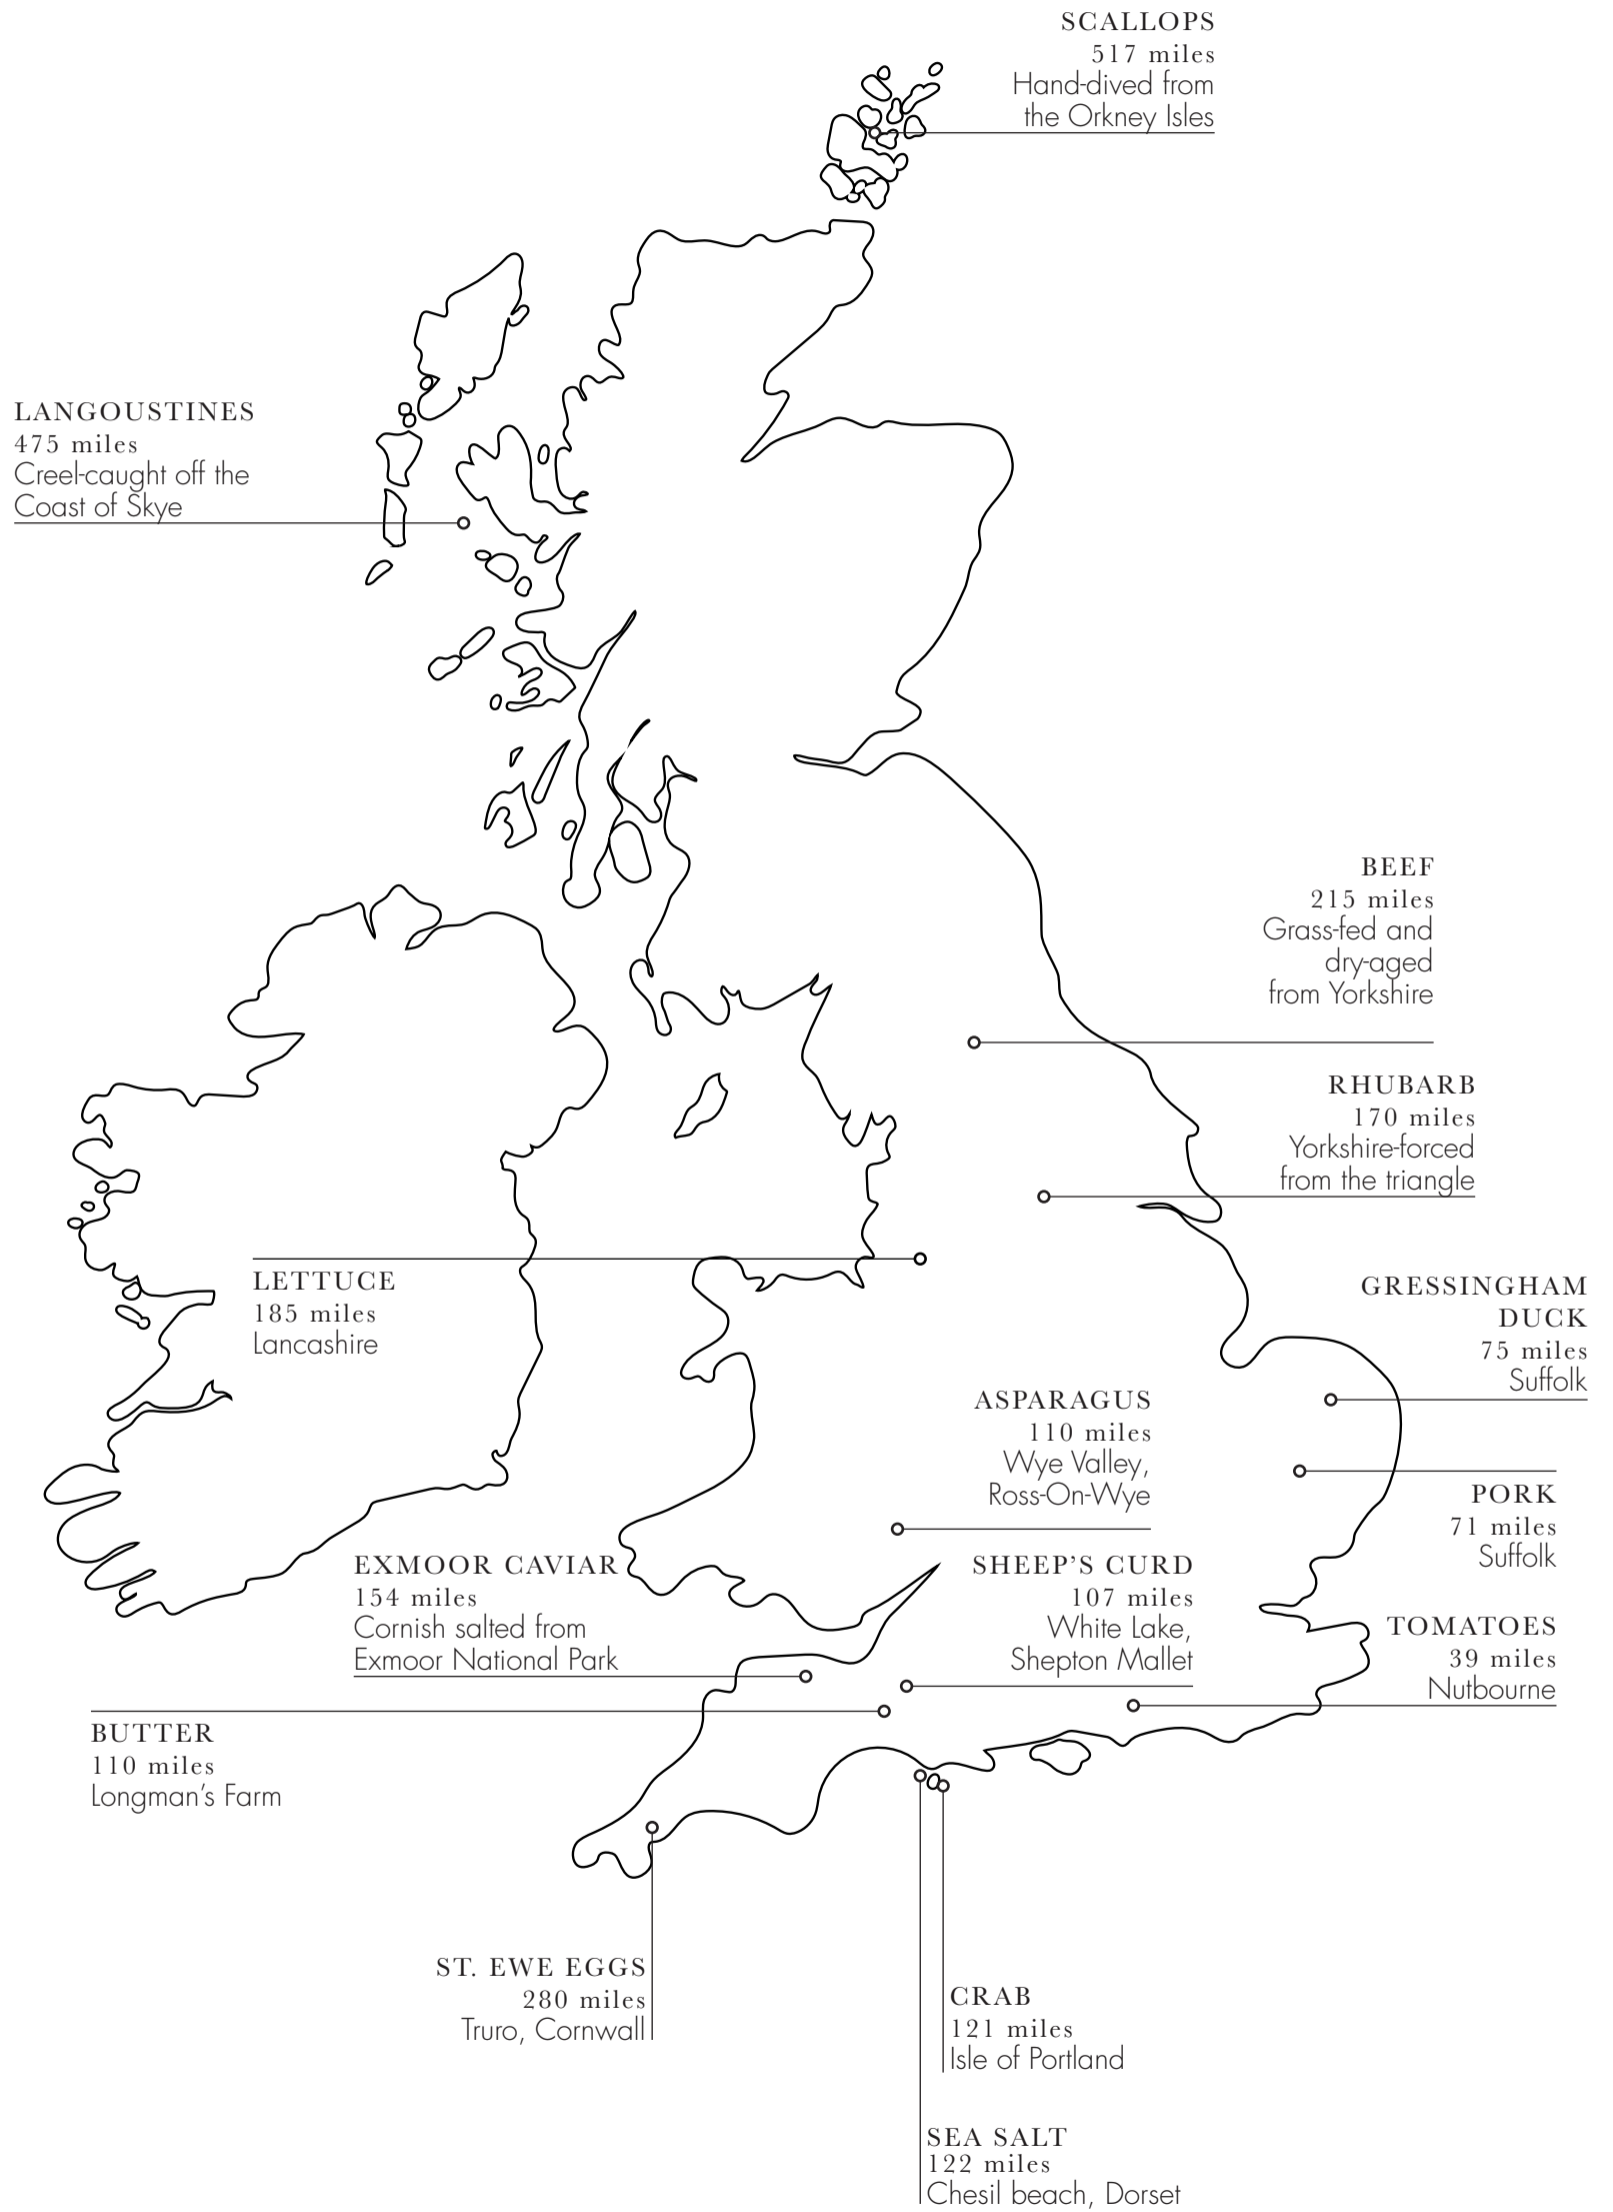 SCALLOPS
517 miles
Hand-dived from
the Orkney Isles
LANGOUSTINES
475 miles
Creel-caught off the
Coast of Skye
BEEF
215 miles
Grass-fed and
dry-aged
from Yorkshire
RHUBARB
170 miles
Yorkshire-forced
from the triangle
LETTUCE
185 miles
Lancashire
GRESSINGHAM
DUCK
75 miles
Suffolk
ASPARAGUS
110 miles
Wye Valley,
Ross-On-Wye
PORK
71 miles
Suffolk
EXMOOR CAVIAR
154 miles
Cornish salted from
Exmoor National Park
SHEEP’S CURD
107 miles
White Lake,
Shepton Mallet
TOMATOES
39 miles
Nutbourne
BUTTER
110 miles
Longman’s Farm
ST. EWE EGGS
280 miles
Truro, Cornwall
CRAB
121 miles
Isle of Portland
SEA SALT
122 miles
Chesil beach, Dorset